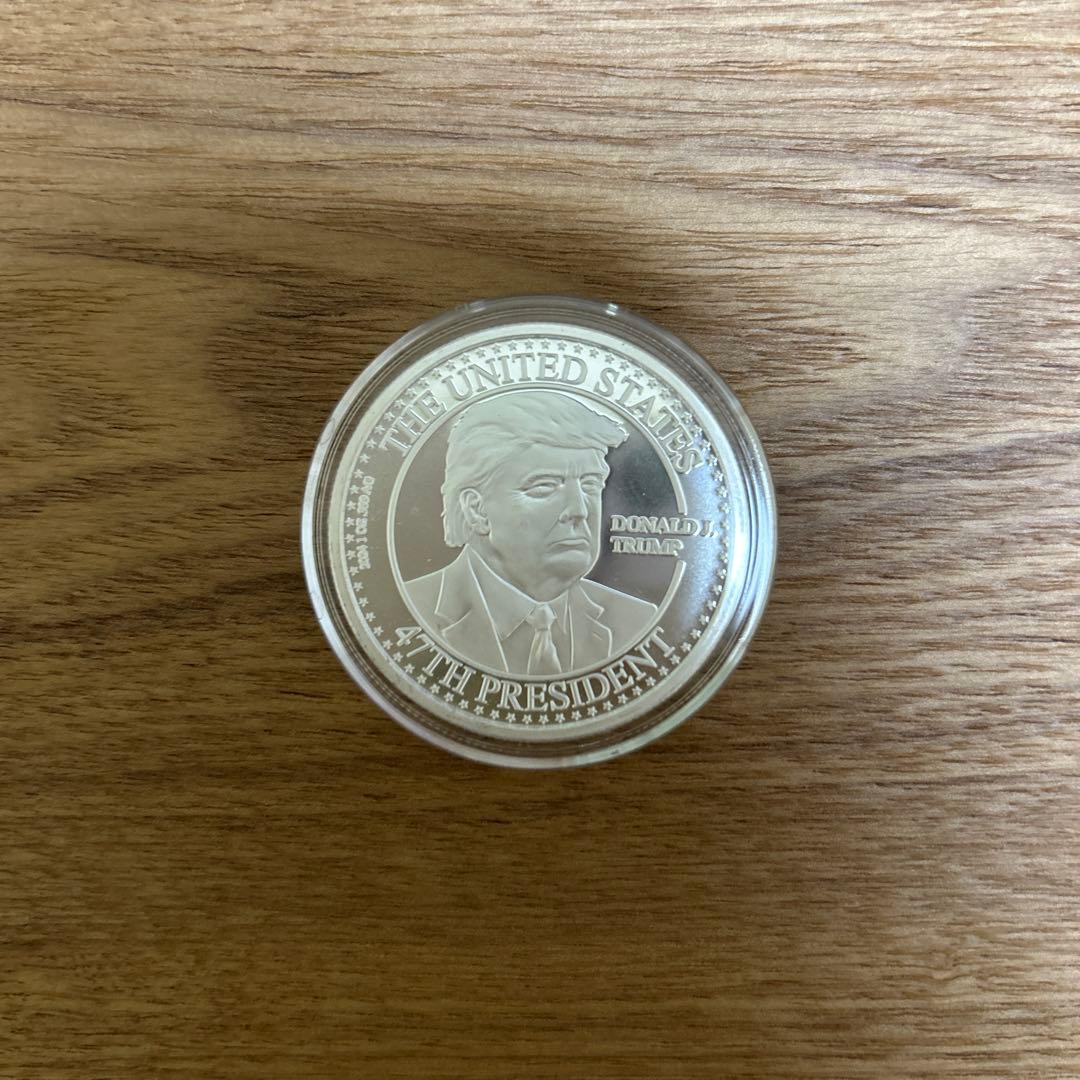 THE UNITED STATES
DONALD J.
TRUMP
47TH PRESIDENT